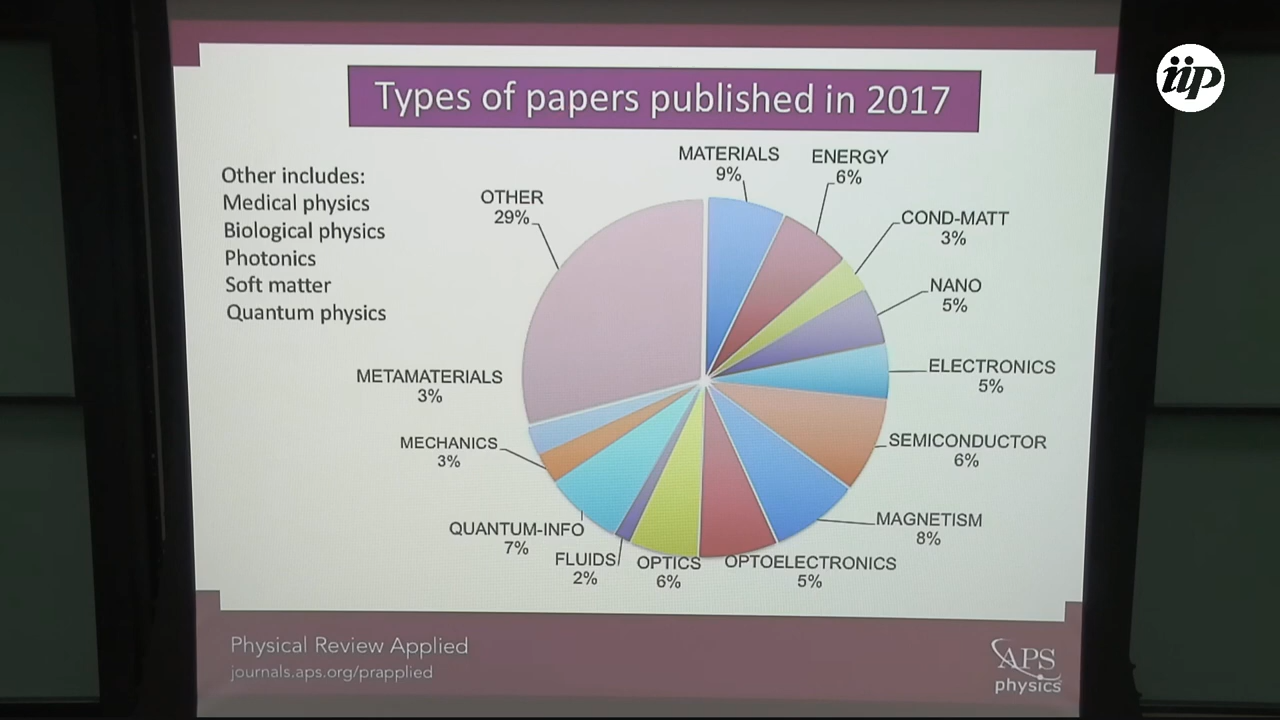 iip
Types of papers published in 2017
Other includes:
Medical physics
Biological physics
Photonics
Soft matter
Quantum physics
MATERIALS
9%
ENERGY
6%
COND-MATT
3%
NANO
5%
ELECTRONICS
5%
SEMICONDUCTOR
6%
MAGNETISM
8%
OPTOELECTRONICS
5%
OPTICS
6%
FLUIDS
2%
QUANTUM-INFO
7%
MECHANICS
3%
METAMATERIALS
3%
OTHER
29%
Physical Review Applied
journals.aps.org/prapplied
APS
physics